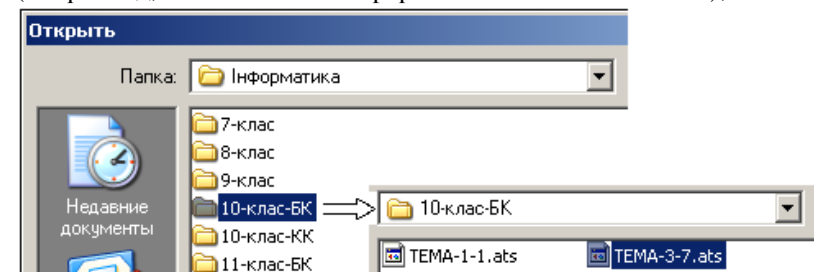 Открыть
Папка: Інформатика
7-клас
8-клас
9-клас
Недавние документы
10-клас-БК
10-клас-БК
10-клас-КК
11-клас-БК
ТЕМА-1-1.ats
ТЕМА-3-7.ats